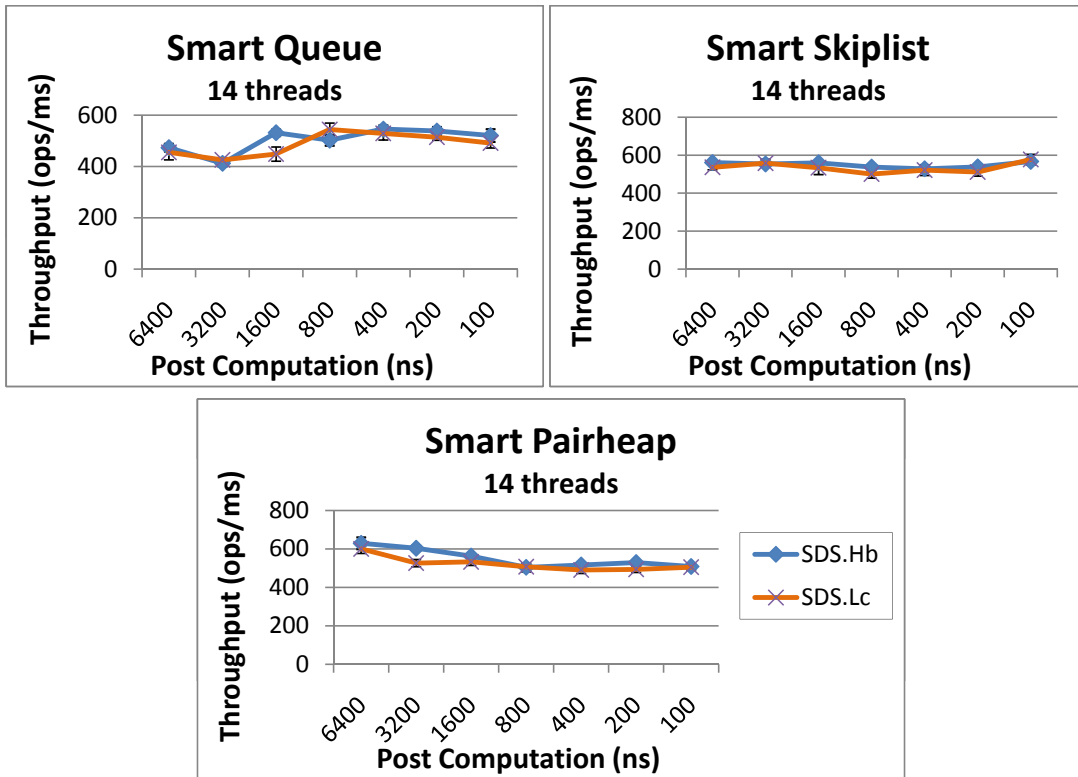 Smart Queue
14 threads
Throughput (ops/ms)
600
400
200
0
6400 3200 1600 800 400 200 100
Post Computation (ns)
Smart Skiplist
14 threads
Throughput (ops/ms)
800
600
400
200
0
6400 3200 1600 800 400 200 100
Post Computation (ns)
Smart Pairheap
14 threads
Throughput (ops/ms)
800
600
400
200
0
6400 3200 1600 800 400 200 100
Post Computation (ns)
SDS.Hb
SDS.Lc